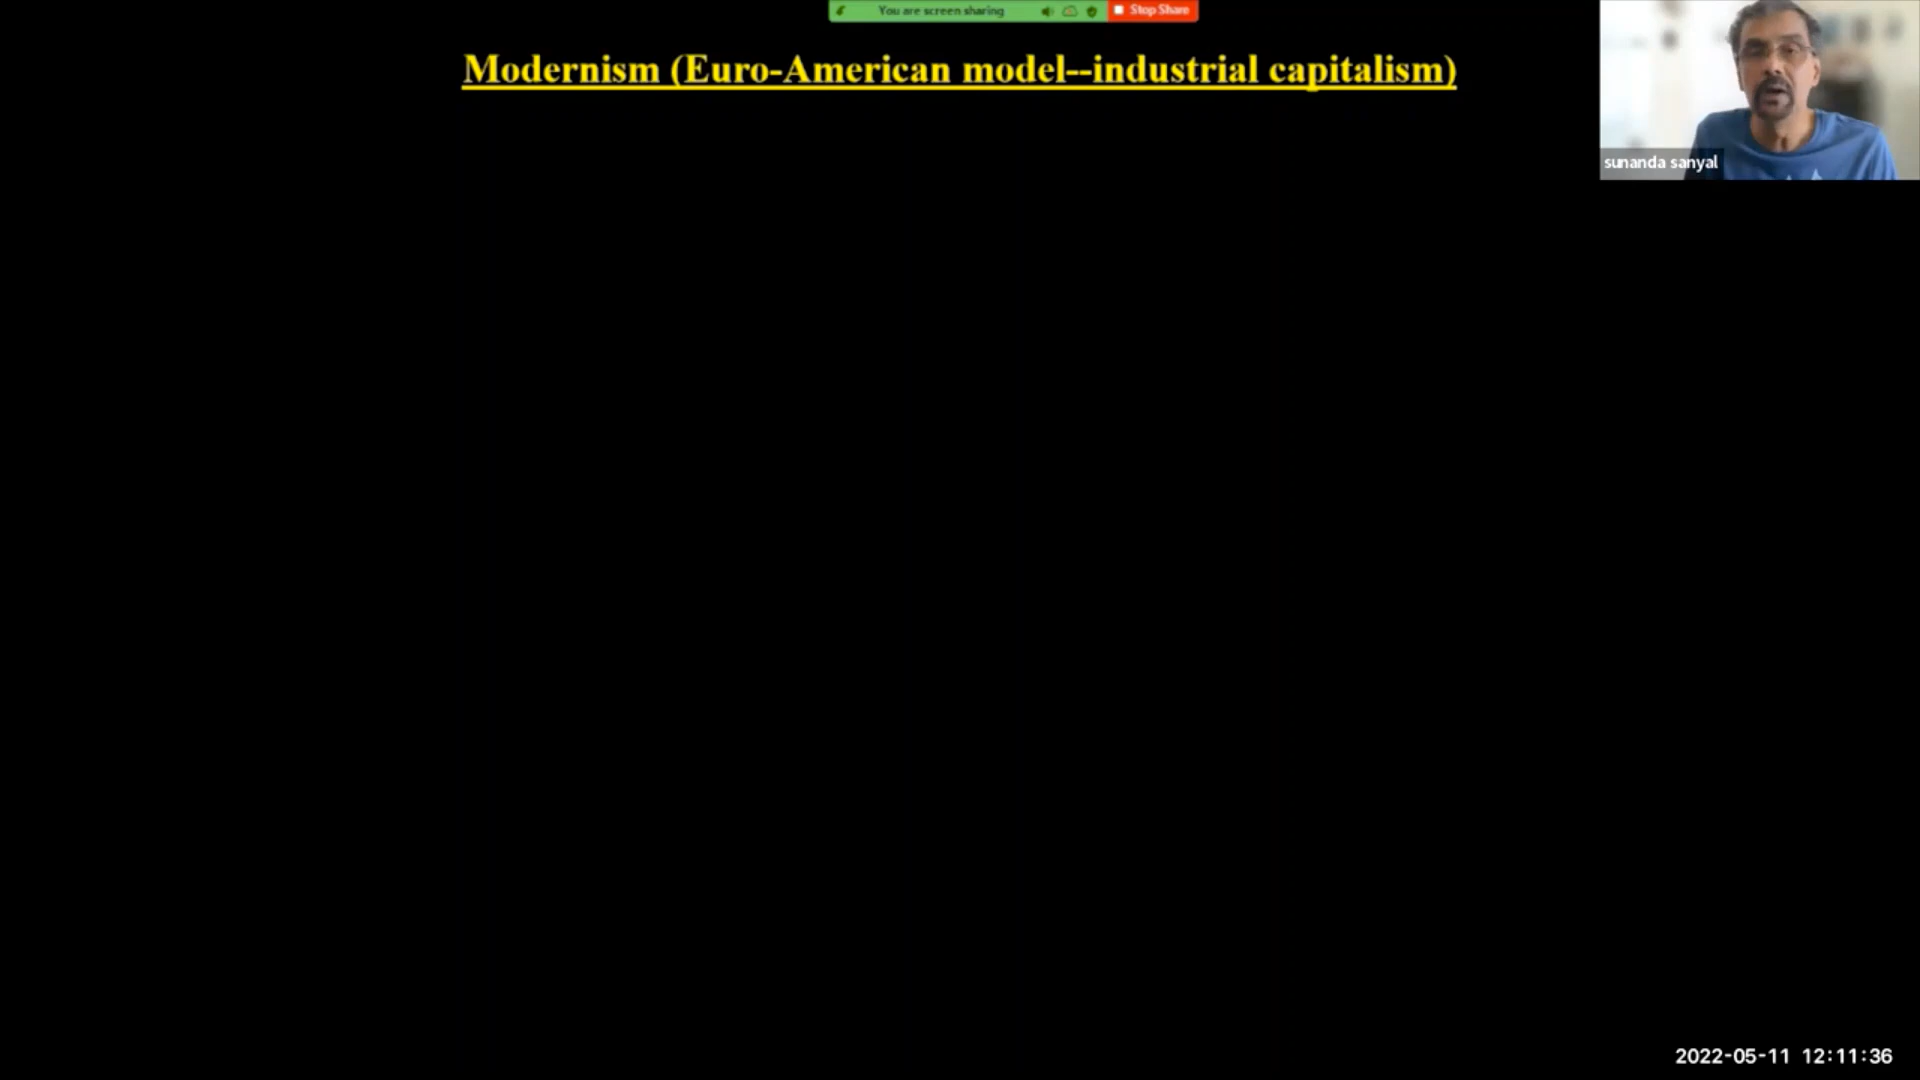 You are screen sharing
Stop Share
Modernism (Euro-American model--industrial capitalism)
sunanda sanyal
2022-05-11 12:11:36